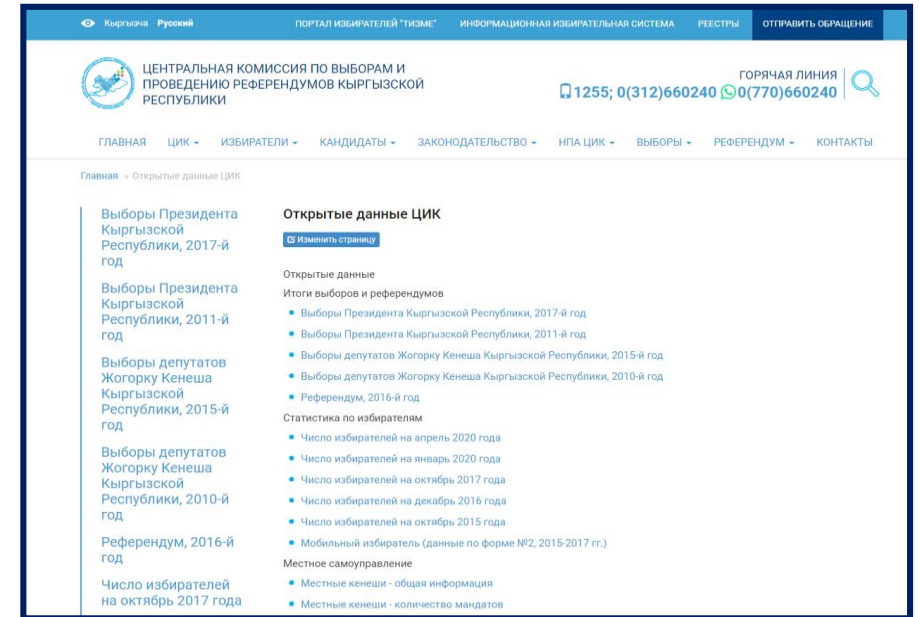 Кыргызча Русский ПОРТАЛ ИЗБИРАТЕЛЕЙ "ТИЗМЕ" ИНФОРМАЦИОННАЯ ИЗБИРАТЕЛЬНАЯ СИСТЕМА РЕЕСТРЫ ОТПРАВИТЬ ОБРАЩЕНИЕ
ЦЕНТРАЛЬНАЯ КОМИССИЯ ПО ВЫБОРАМ И
ПРОВЕДЕНИЮ РЕФЕРЕНДУМОВ КЫРГЫЗСКОЙ
РЕСПУБЛИКИ
ГОРЯЧАЯ ЛИНИЯ
1255; 0(312)660240 0(770)660240
ГЛАВНАЯ ЦИК ИЗБИРАТЕЛИ КАНДИДАТЫ ЗАКОНОДАТЕЛЬСТВО НПА ЦИК ВЫБОРЫ РЕФЕРЕНДУМ КОНТАКТЫ
Главная » Открытые данные ЦИК
Выборы Президента
Кыргызской
Республики, 2017-й
год
Выборы Президента
Кыргызской
Республики, 2011-й
год
Выборы депутатов
Жогорку Кенеша
Кыргызской
Республики, 2015-й
год
Выборы депутатов
Жогорку Кенеша
Кыргызской
Республики, 2010-й
год
Референдум, 2016-й
год
Число избирателей
на октябрь 2017 года
Открытые данные ЦИК
Изменить страницу
Открытые данные
Итоги выборов и референдумов
• Выборы Президента Кыргызской Республики, 2017-й год
• Выборы Президента Кыргызской Республики, 2011-й год
• Выборы депутатов Жогорку Кенеша Кыргызской Республики, 2015-й год
• Выборы депутатов Жогорку Кенеша Кыргызской Республики, 2010-й год
• Референдум, 2016-й год
Статистика по избирателям
• Число избирателей на апрель 2020 года
• Число избирателей на январь 2020 года
• Число избирателей на октябрь 2017 года
• Число избирателей на декабрь 2016 года
• Число избирателей на октябрь 2015 года
• Мобильный избиратель (данные по форме №2, 2015-2017 гг.)
Местное самоуправление
• Местные кенеши - общая информация
• Местные кенеши - количество мандатов